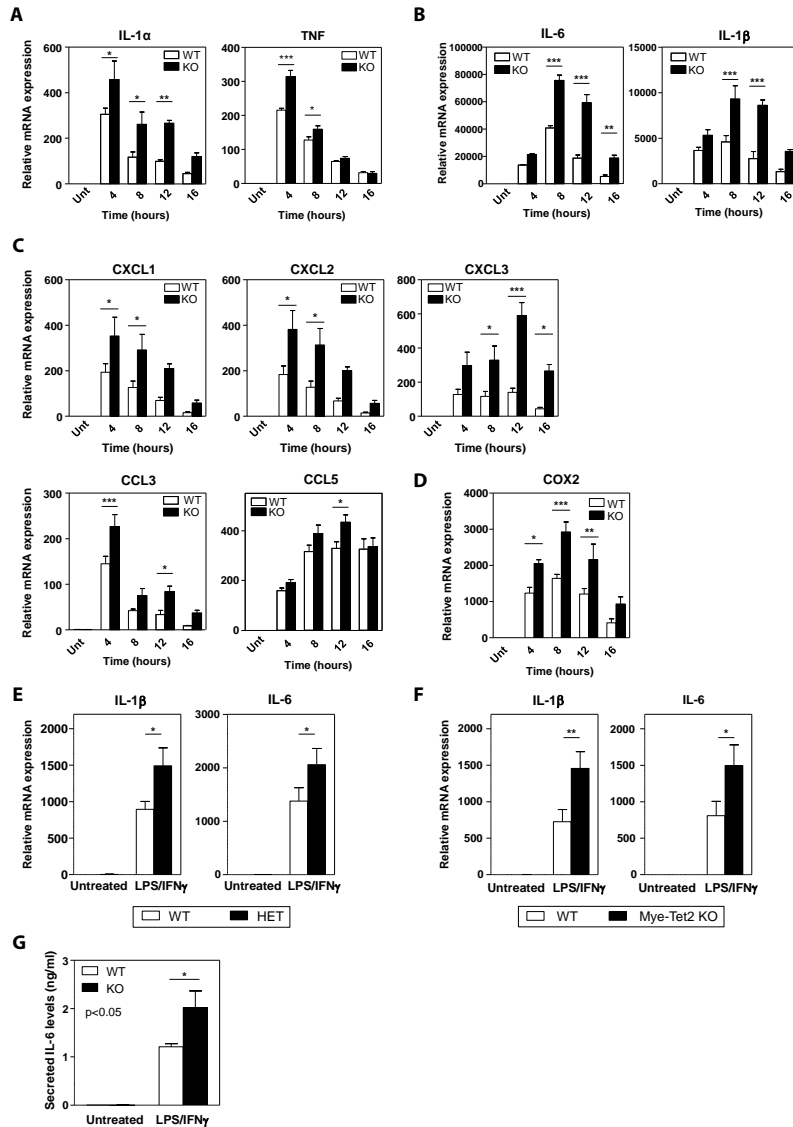 A
IL-1α
TNF
Relative mRNA expression
600
500
400
300
200
100
0
WT
KO
*
*
**
Unt
4
8
12
16
Time (hours)
400
300
200
100
0
WT
KO
***
*
Unt
4
8
12
16
Time (hours)
B
IL-6
IL-1β
Relative mRNA expression
100000
80000
60000
40000
20000
0
WT
KO
***
***
**
Unt
4
8
12
16
Time (hours)
15000
10000
5000
0
WT
KO
***
***
Unt
4
8
12
16
Time (hours)
C
CXCL1
CXCL2
CXCL3
Relative mRNA expression
600
400
200
0
WT
KO
*
*
Unt
4
8
12
16
Time (hours)
600
400
200
0
WT
KO
*
*
Unt
4
8
12
16
Time (hours)
800
600
400
200
0
WT
KO
*
***
*
Unt
4
8
12
16
Time (hours)
CCL3
CCL5
Relative mRNA expression
300
200
100
0
WT
KO
***
*
Unt
4
8
12
16
Time (hours)
600
400
200
0
WT
KO
*
Unt
4
8
12
16
Time (hours)
D
COX2
Relative mRNA expression
4000
3000
2000
1000
0
WT
KO
*
***
**
Unt
4
8
12
16
Time (hours)
E
IL-1β
IL-6
Relative mRNA expression
2000
1500
1000
500
0
*
Untreated LPS/IFNγ
3000
2000
1000
0
*
Untreated LPS/IFNγ
WT HET
F
IL-1β
IL-6
Relative mRNA expression
2000
1500
1000
500
0
**
Untreated LPS/IFNγ
2000
1500
1000
500
0
*
Untreated LPS/IFNγ
WT Mye-Tet2 KO
G
Secreted IL-6 levels (ng/ml)
3
2
1
0
WT
KO
p<0.05
*
Untreated LPS/IFNγ